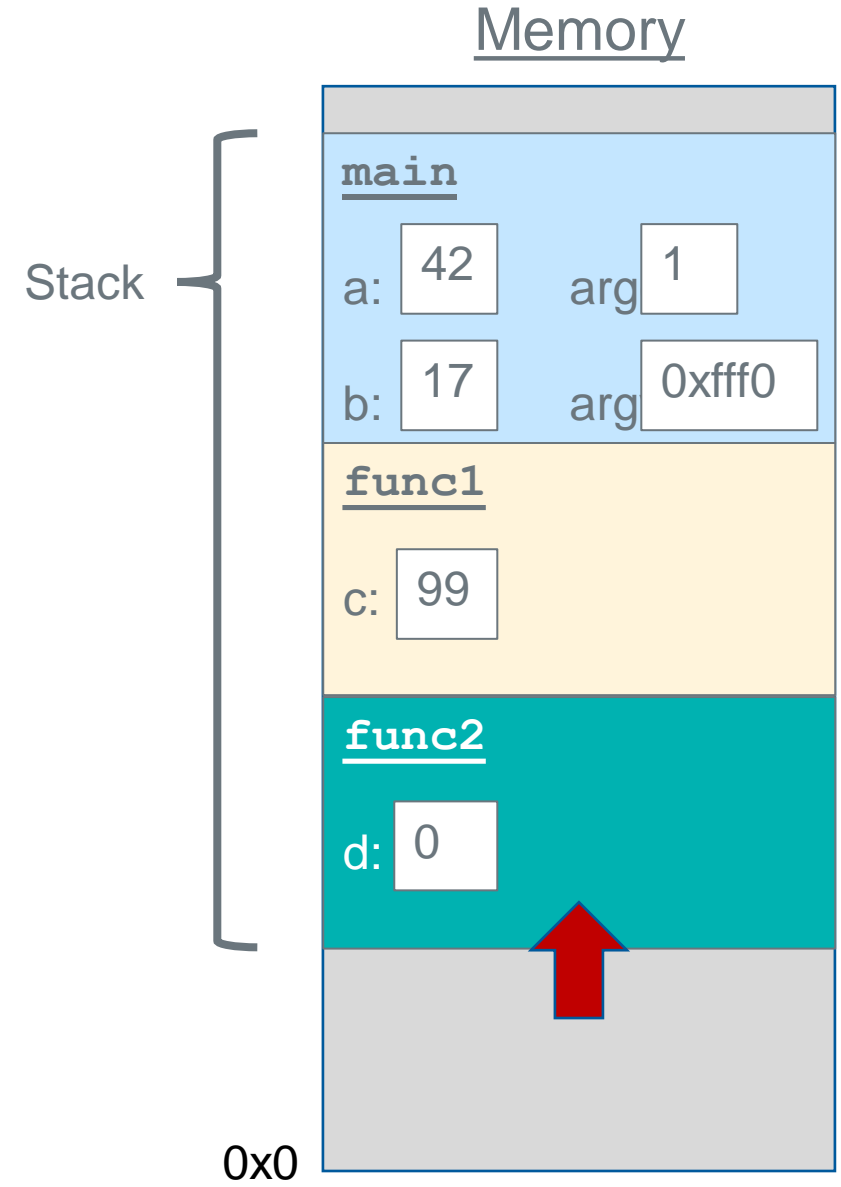 Memory
main
Stack
a: 42 arg 1
b: 17 arg 0xfff0
func1
c: 99
func2
d: 0
0x0